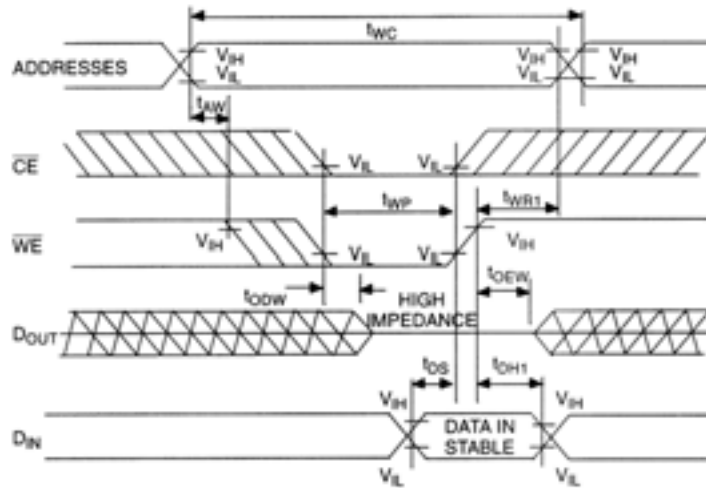 tWC
ADDRESSES
VIH VIH VIH
VIL VIL VIL
tAW
CE VIL VIL
tWP tWR1
WE VIH VIL VIL VIH
tODW HIGH tOEW
IMPEDANCE
DOUT
tDS tDH1
VIH VIH
DIN DATA IN
STABLE
VIL VIL